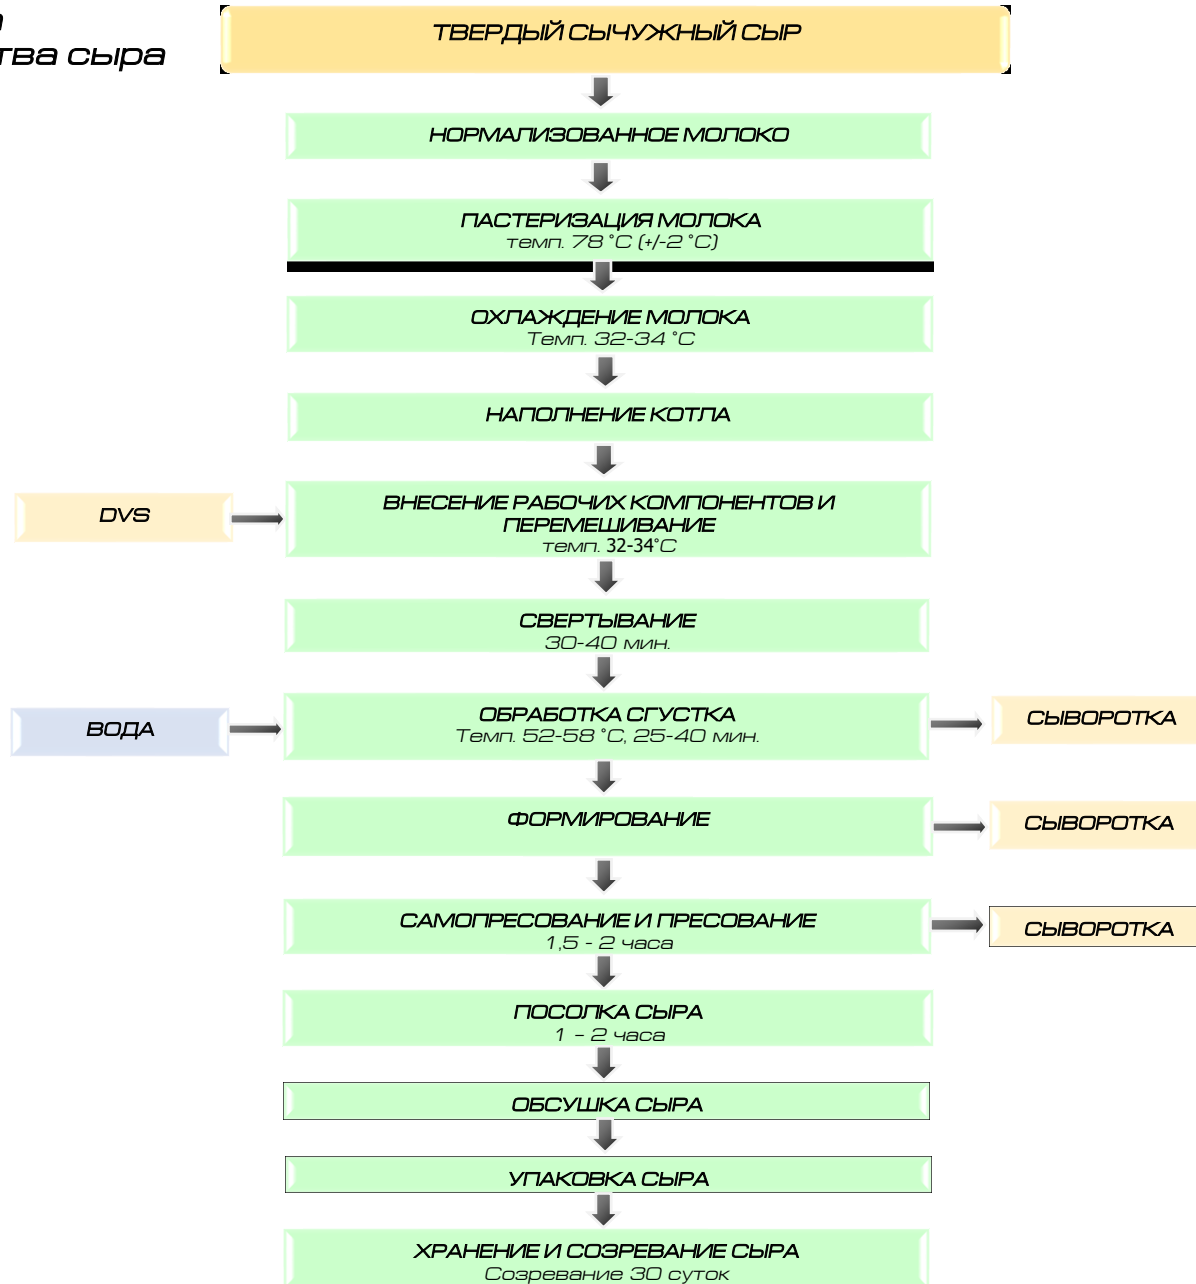 тва сыра
ТВЕРДЫЙ СЫЧУЖНЫЙ СЫР
НОРМАЛИЗОВАННОЕ МОЛОКО
ПАСТЕРИЗАЦИЯ МОЛОКА
темп. 78 °С (+/-2 °С)
ОХЛАЖДЕНИЕ МОЛОКА
Темп. 32-34 °С
НАПОЛНЕНИЕ КОТЛА
DVS
ВНЕСЕНИЕ РАБОЧИХ КОМПОНЕНТОВ И
ПЕРЕМЕШИВАНИЕ
темп. 32-34°С
СВЕРТЫВАНИЕ
30-40 мин.
ВОДА
ОБРАБОТКА СГУСТКА
Темп. 52-58 °С, 25-40 мин.
СЫВОРОТКА
ФОРМИРОВАНИЕ
СЫВОРОТКА
САМОПРЕСОВАНИЕ И ПРЕСОВАНИЕ
1,5 - 2 часа
СЫВОРОТКА
ПОСОЛКА СЫРА
1 – 2 часа
ОБСУШКА СЫРА
УПАКОВКА СЫРА
ХРАНЕНИЕ И СОЗРЕВАНИЕ СЫРА
Созревание 30 суток